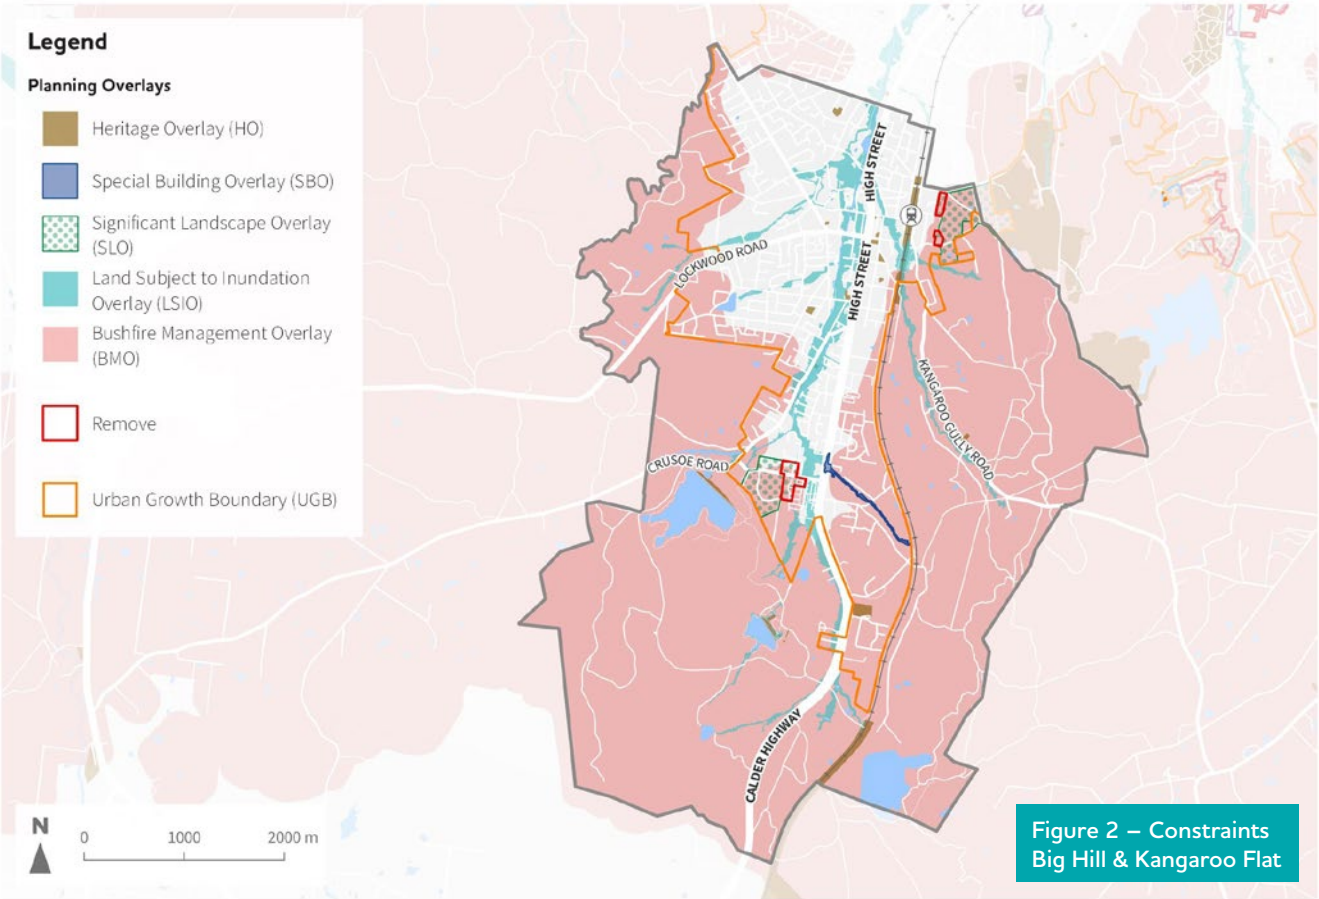 Legend
Planning Overlays
Heritage Overlay (HO)
Special Building Overlay (SBO)
Significant Landscape Overlay
(SLO)
Land Subject to Inundation
Overlay (LSIO)
Bushfire Management Overlay
(BMO)
Remove
Urban Growth Boundary (UGB)
HIGH STREET
LOCKWOOD ROAD
HIGH STREET
KANGAROO GULLY ROAD
CRUSOE ROAD
CALDER HIGHWAY
N
0 1000 2000 m
Figure 2 – Constraints
Big Hill & Kangaroo Flat